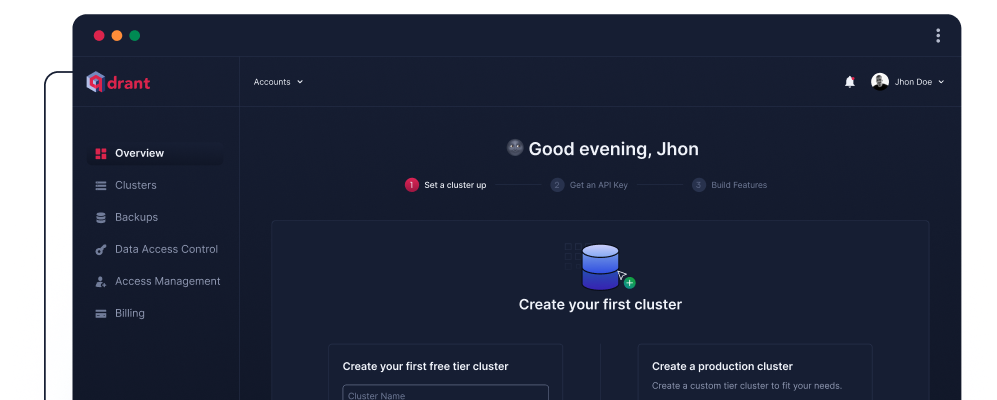 qdrant
Accounts
Jhon Doe
Overview
Clusters
Backups
Data Access Control
Access Management
Billing
Good evening, Jhon
1 Set a cluster up
2 Get an API Key
3 Build Features
Create your first cluster
Create your first free tier cluster
Cluster Name
Create a production cluster
Create a custom tier cluster to fit your needs.